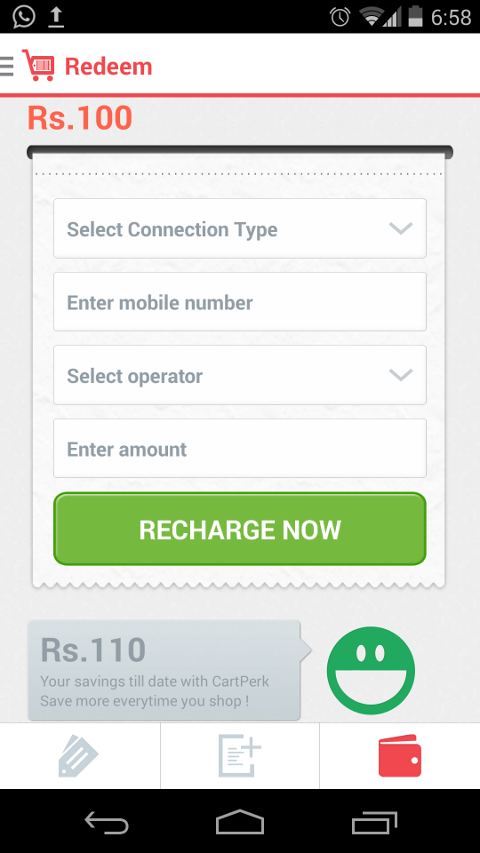 6:58
Redeem
Rs.100
Select Connection Type
Enter mobile number
Select operator
Enter amount
RECHARGE NOW
Rs.110
Your savings till date with CartPerk
Save more everytime you shop !